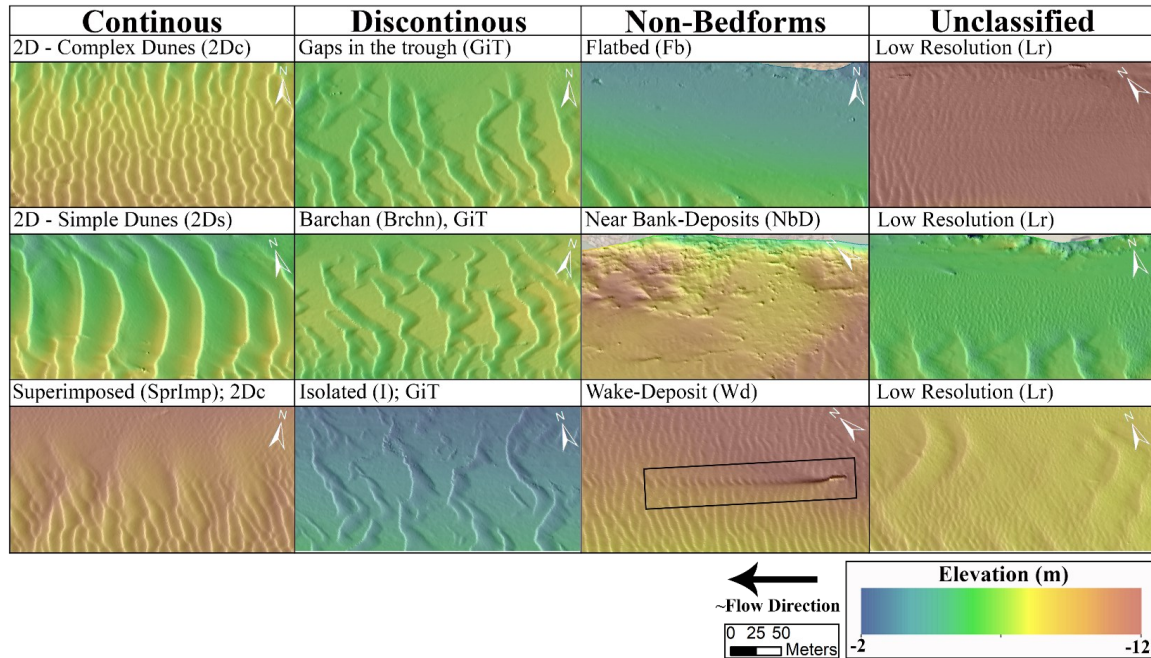 Continous
Discontinous
Non-Bedforms
Unclassified
2D - Complex Dunes (2Dc)
Gaps in the trough (GiT)
Flatbed (Fb)
Low Resolution (Lr)
N
N
N
N
2D - Simple Dunes (2Ds)
Barchan (Brchn), GiT
Near Bank-Deposits (NbD)
Low Resolution (Lr)
N
N
N
N
Superimposed (SprImp); 2Dc
Isolated (I); GiT
Wake-Deposit (Wd)
Low Resolution (Lr)
N
N
N
N
~Flow Direction
0 25 50
Meters
Elevation (m)
-2
-12